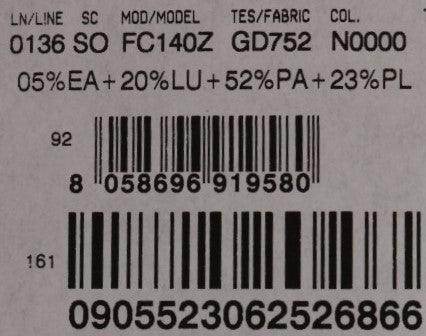 LN/LINE SC MOD/MODEL TES/FABRIC COL.
0136 SO FC140Z GD752 N0000
05%EA+20%LU+52%PA+23%PL
92
8 058696 919580
161
0905523062526866